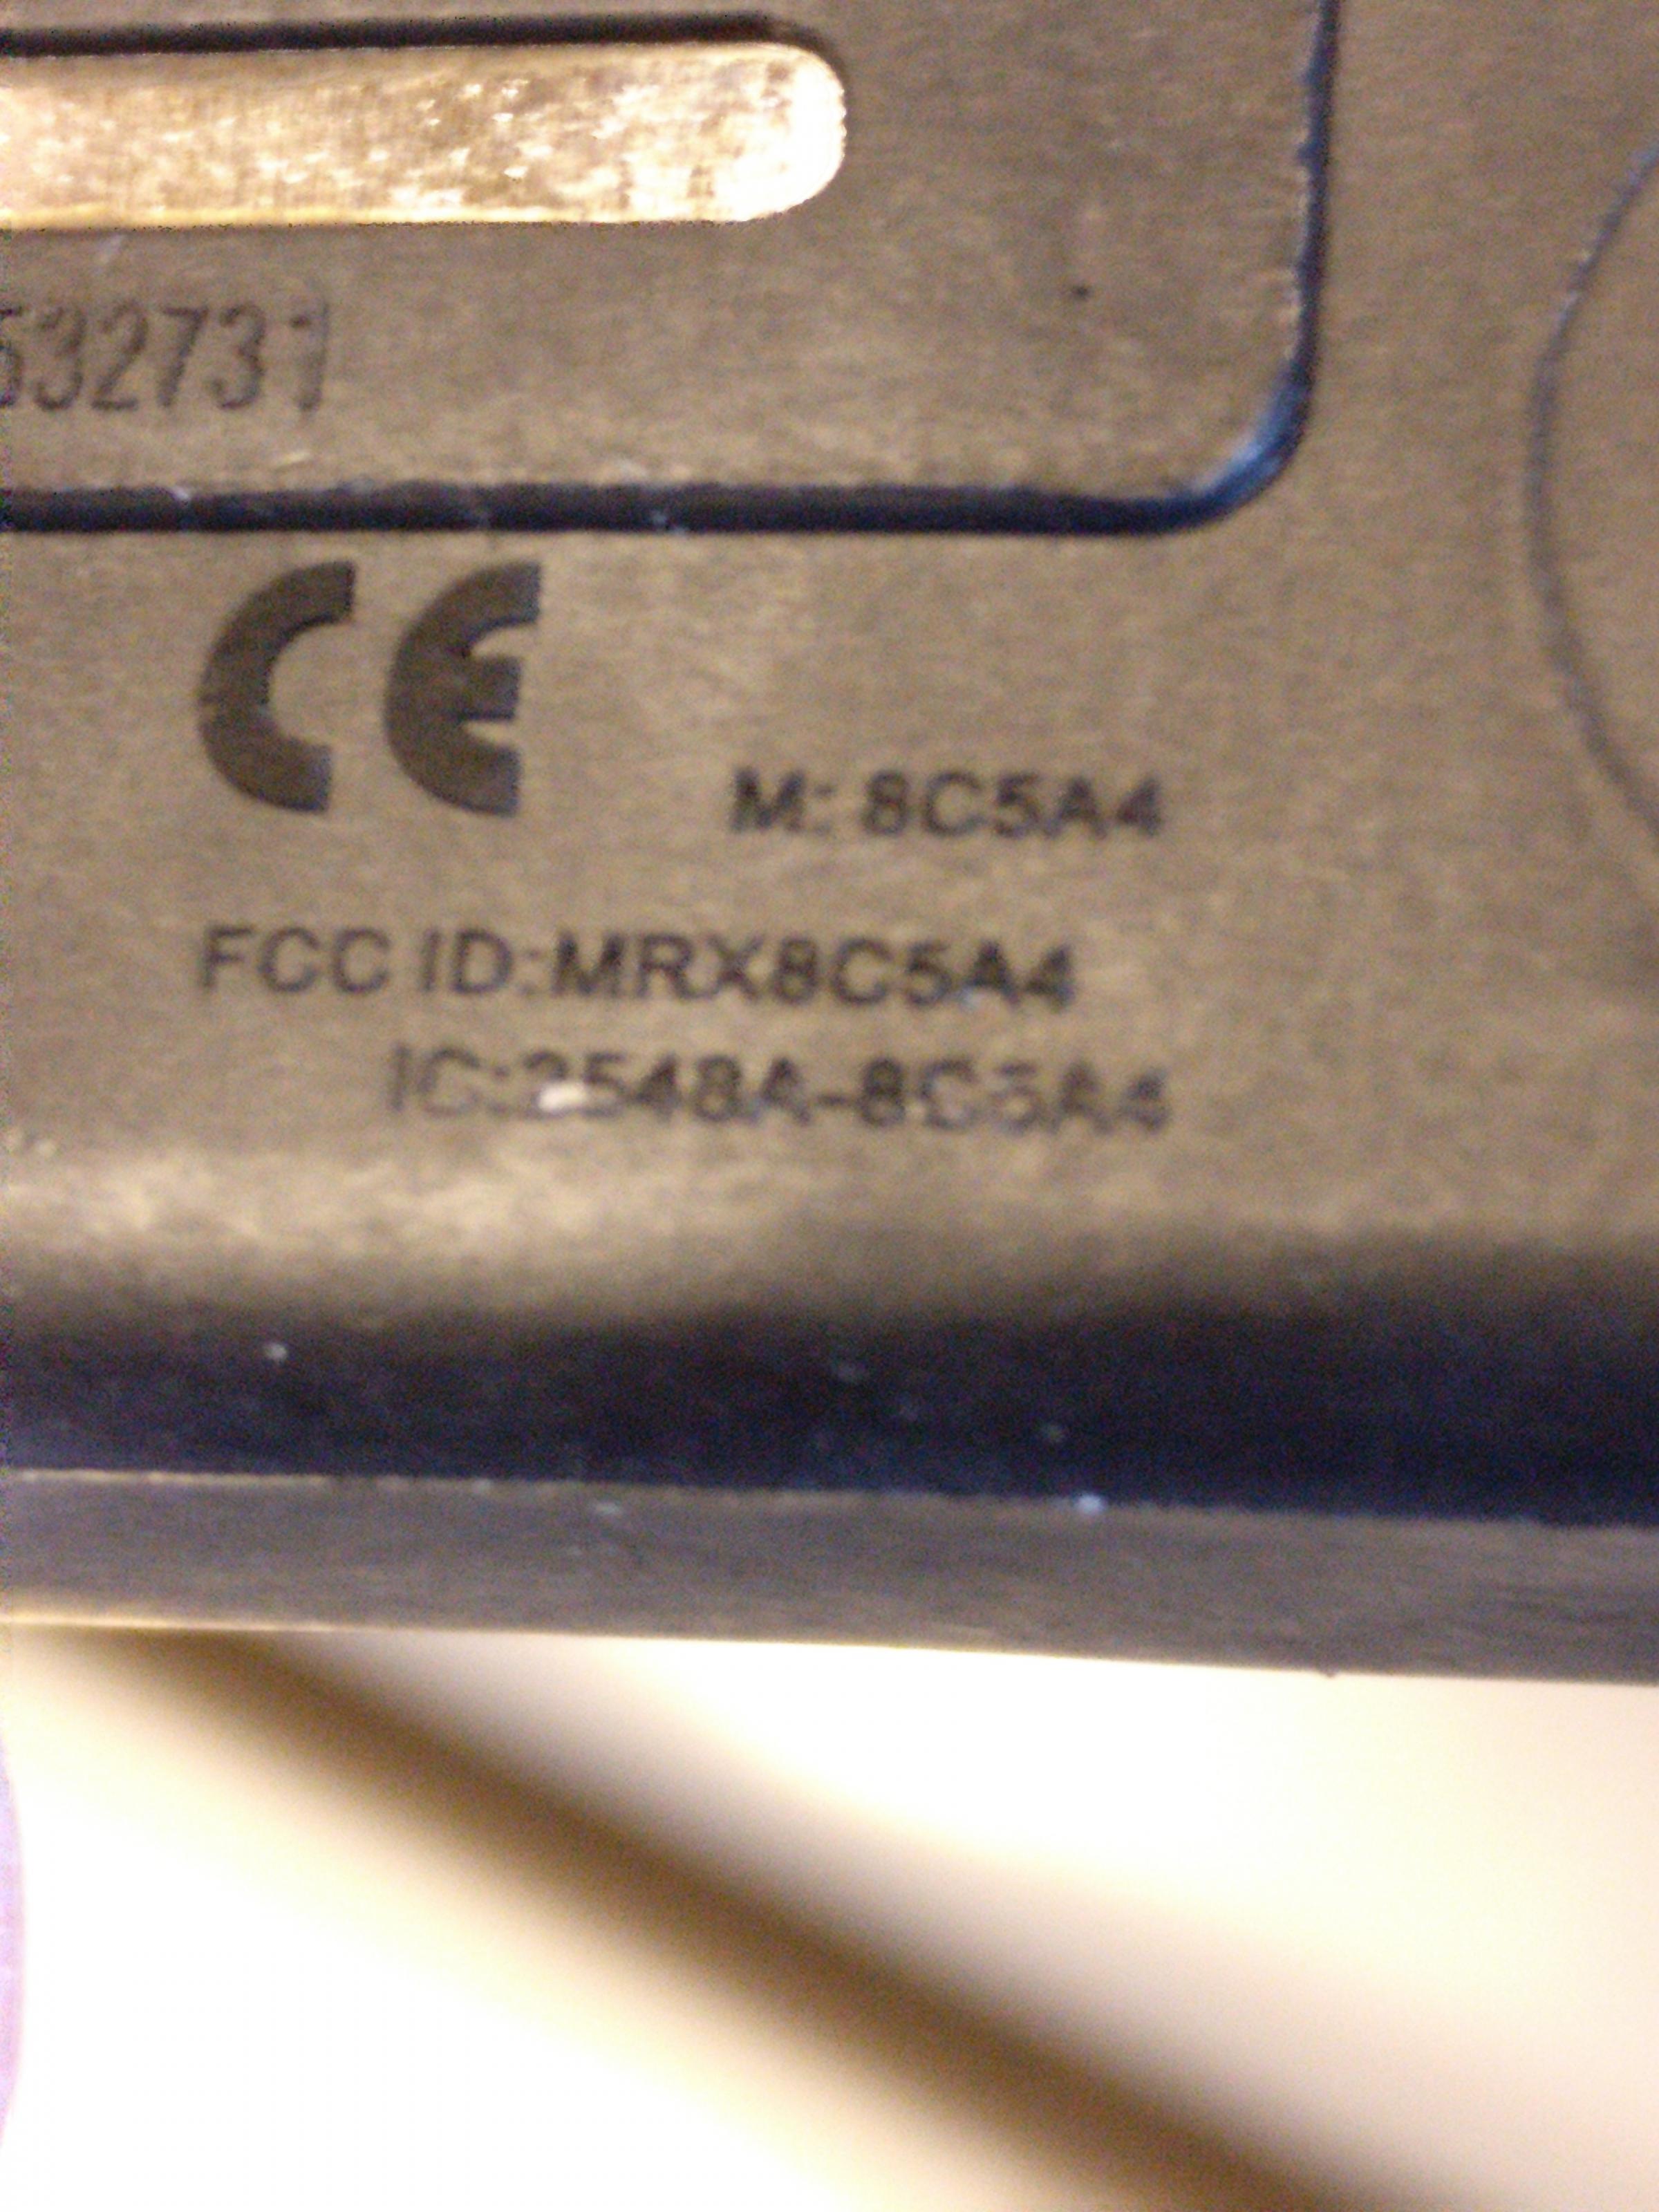 532731
CE
M: 8C5A4
FCC ID:MRX8C5A4
IC:2548A-8C5A4